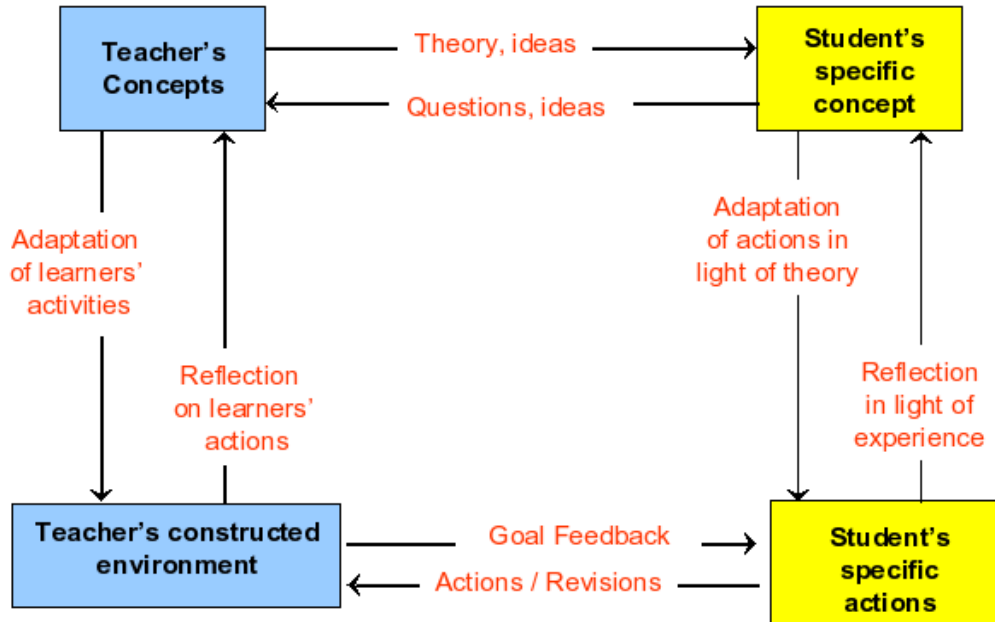 Teacher’s
Concepts
Theory, ideas
Questions, ideas
Student’s
specific
concept
Adaptation
of learners’
activities
Reflection
on learners’
actions
Adaptation
of actions in
light of theory
Reflection
in light of
experience
Teacher’s constructed
environment
Goal Feedback
Actions / Revisions
Student’s
specific
actions